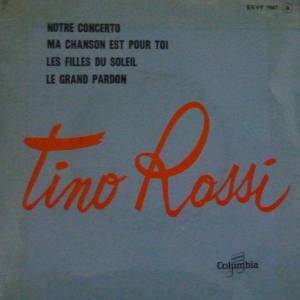 NOTRE CONCERTO
MA CHANSON EST POUR TOI
LES FILLES DU SOLEIL
LE GRAND PARDON
Tino Rossi
Columbia